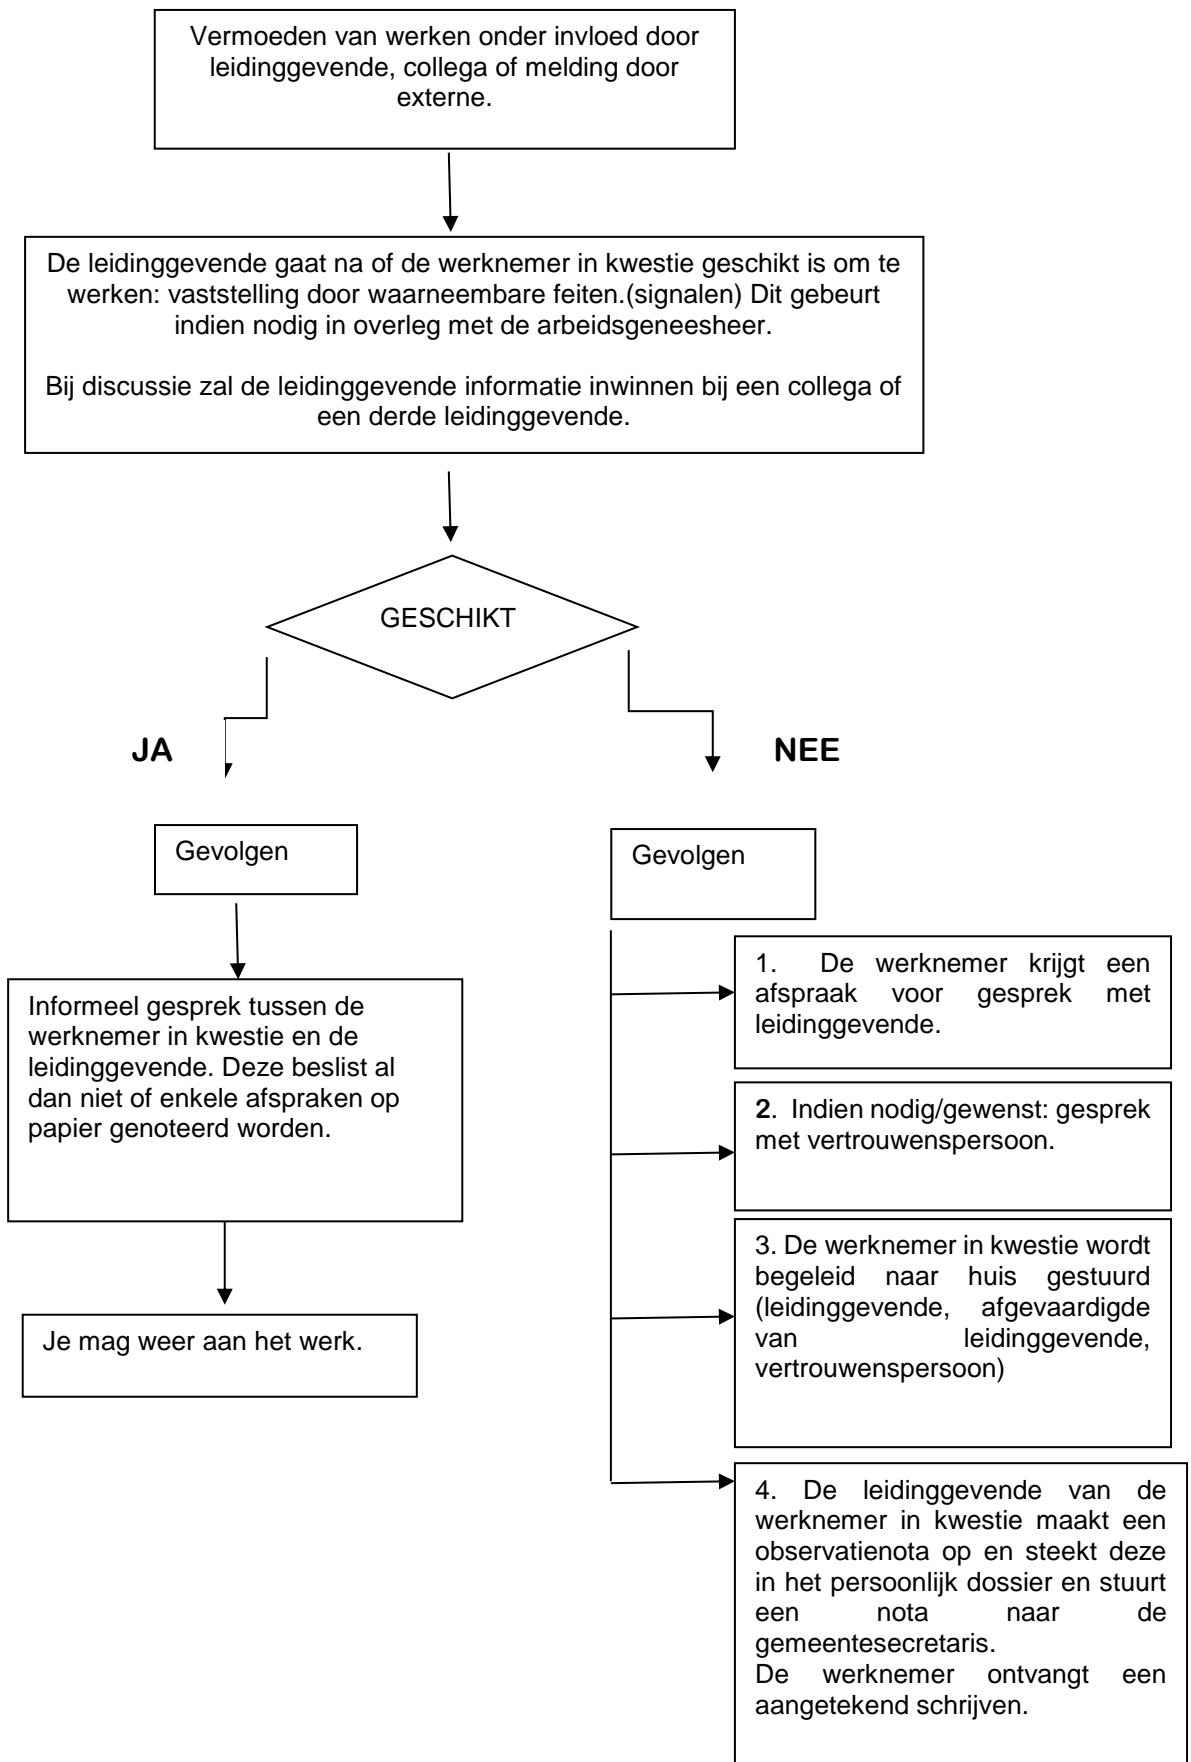 Vermoeden van werken onder invloed door
leidinggevende, collega of melding door
externe.
De leidinggevende gaat na of de werknemer in kwestie geschikt is om te
werken: vaststelling door waarneembare feiten.(signalen) Dit gebeurt
indien nodig in overleg met de arbeidsgeneesheer.
Bij discussie zal de leidinggevende informatie inwinnen bij een collega of
een derde leidinggevende.
GESCHIKT
JA
NEE
Gevolgen
Informeel gesprek tussen de
werknemer in kwestie en de
leidinggevende. Deze beslist al
dan niet of enkele afspraken op
papier genoteerd worden.
Je mag weer aan het werk.
Gevolgen
1. De werknemer krijgt een
afspraak voor gesprek met
leidinggevende.
2. Indien nodig/gewenst: gesprek
met vertrouwenspersoon.
3. De werknemer in kwestie wordt
begeleid naar huis gestuurd
(leidinggevende, afgevaardigde
van leidinggevende,
vertrouwenspersoon)
4. De leidinggevende van de
werknemer in kwestie maakt een
observatienota op en steekt deze
in het persoonlijk dossier en stuurt
een nota naar de
gemeentesecretaris.
De werknemer ontvangt een
aangetekend schrijven.